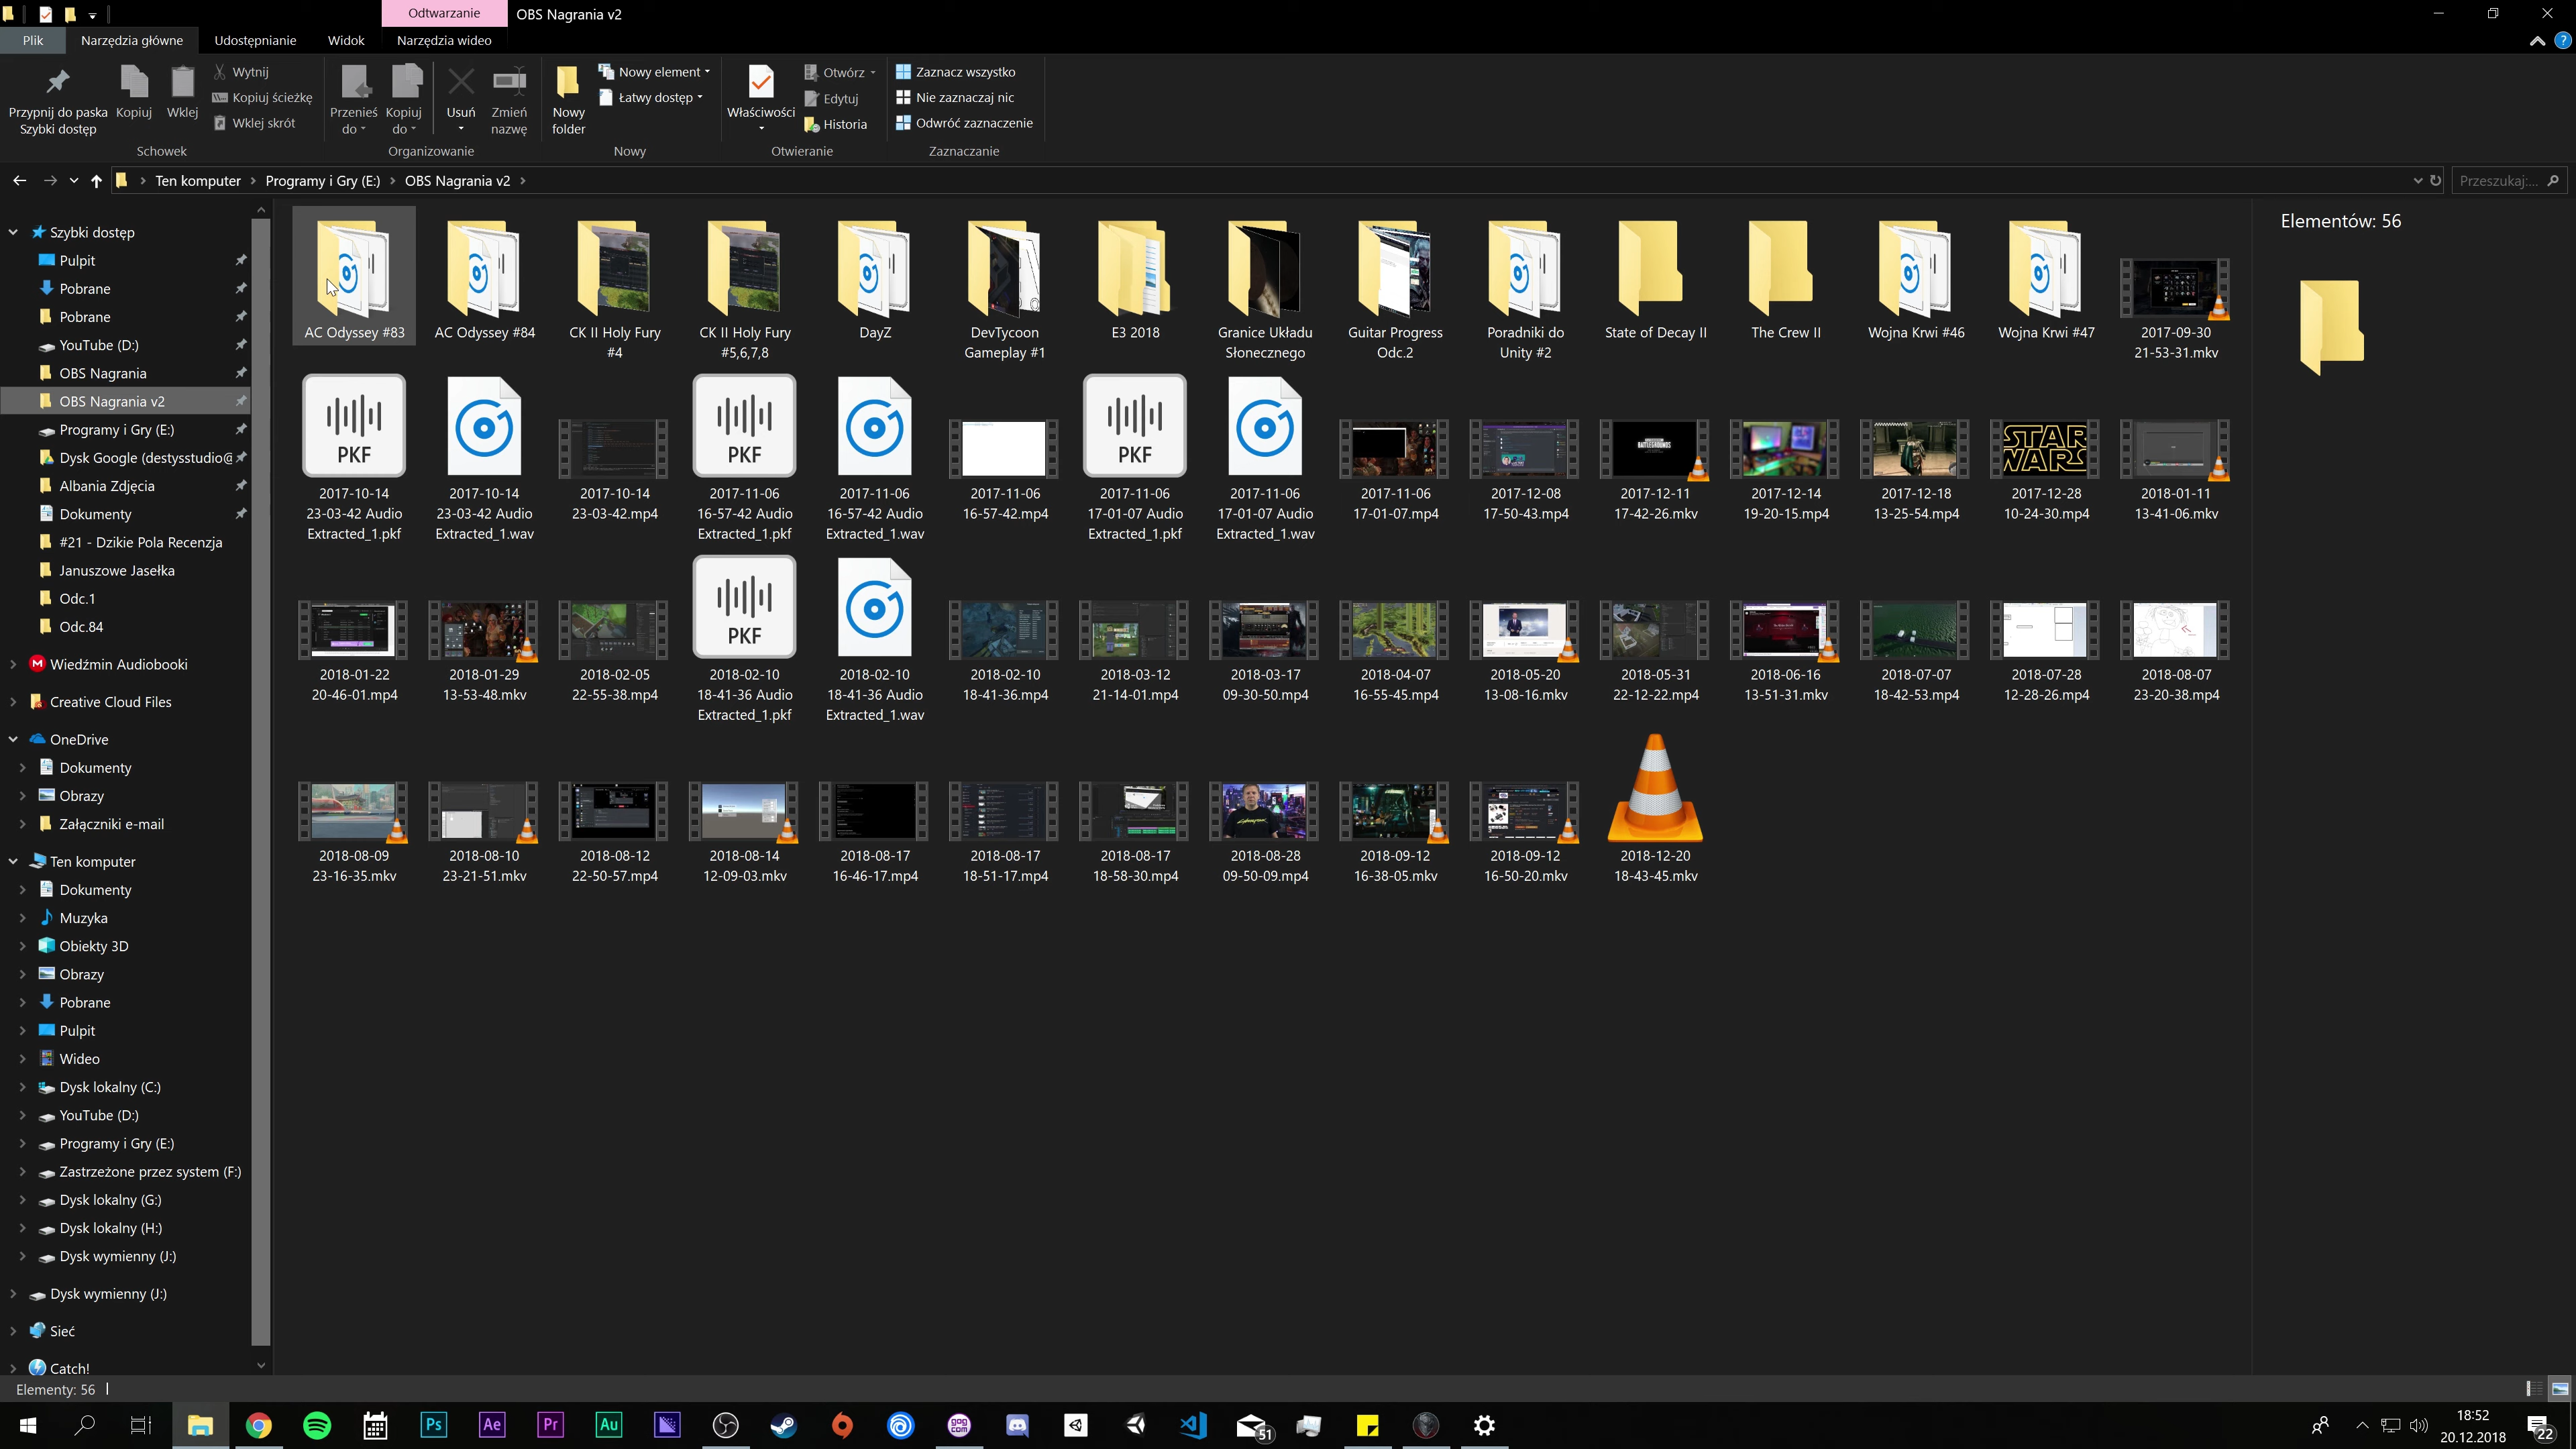 Odtwarzanie
OBS Nagrania v2
Plik
Narzędzia główne
Udostępnianie
Widok
Narzędzia wideo
Przypnij do paska
Szybki dostęp
Kopiuj
Wklej
Wytnij
Kopiuj ścieżkę
Wklej skrót
Schowek
Przenieś
do
Kopiuj
do
Usuń
Zmień
nazwę
Organizowanie
Nowy
folder
Nowy element
Łatwy dostęp
Nowy
Właściwości
Otwórz
Edytuj
Historia
Otwieranie
Zaznacz wszystko
Nie zaznaczaj nic
Odwróć zaznaczenie
Zaznaczanie
Ten komputer
Programy i Gry (E:)
OBS Nagrania v2
Przeszukaj:...
Szybki dostęp
Pulpit
Pobrane
Pobrane
YouTube (D:)
OBS Nagrania
OBS Nagrania v2
Programy i Gry (E:)
Dysk Google (destysstudio@
Albania Zdjęcia
Dokumenty
#21 - Dzikie Pola Recenzja
Januszowe Jasełka
Odc.1
Odc.84
Wiedźmin Audiobooki
Creative Cloud Files
OneDrive
Dokumenty
Obrazy
Załączniki e-mail
Ten komputer
Dokumenty
Muzyka
Obiekty 3D
Obrazy
Pobrane
Pulpit
Wideo
Dysk lokalny (C:)
YouTube (D:)
Programy i Gry (E:)
Zastrzeżone przez system (F:)
Dysk lokalny (G:)
Dysk lokalny (H:)
Dysk wymienny (J:)
Dysk wymienny (J:)
Sieć
Catch!
AC Odyssey #83
AC Odyssey #84
CK II Holy Fury
#4
CK II Holy Fury
#5,6,7,8
DayZ
DevTycoon
Gameplay #1
E3 2018
Granice Układu
Słonecznego
Guitar Progress
Odc.2
Poradniki do
Unity #2
State of Decay II
The Crew II
Wojna Krwi #46
Wojna Krwi #47
2017-09-30
21-53-31.mkv
PKF
2017-10-14
23-03-42 Audio
Extracted_1.pkf
2017-10-14
23-03-42 Audio
Extracted_1.wav
2017-10-14
23-03-42.mp4
PKF
2017-11-06
16-57-42 Audio
Extracted_1.pkf
2017-11-06
16-57-42 Audio
Extracted_1.wav
2017-11-06
16-57-42.mp4
PKF
2017-11-06
17-01-07 Audio
Extracted_1.pkf
2017-11-06
17-01-07 Audio
Extracted_1.wav
2017-11-06
17-01-07.mp4
2017-12-08
17-50-43.mp4
BATTLEGROUNDS
2017-12-11
17-42-26.mkv
2017-12-14
19-20-15.mp4
2017-12-18
13-25-54.mp4
STAR
WARS
2017-12-28
10-24-30.mp4
2018-01-11
13-41-06.mkv
2018-01-22
20-46-01.mp4
2018-01-29
13-53-48.mkv
2018-02-05
22-55-38.mp4
PKF
2018-02-10
18-41-36 Audio
Extracted_1.pkf
2018-02-10
18-41-36 Audio
Extracted_1.wav
2018-02-10
18-41-36.mp4
2018-03-12
21-14-01.mp4
2018-03-17
09-30-50.mp4
2018-04-07
16-55-45.mp4
2018-05-20
13-08-16.mkv
2018-05-31
22-12-22.mp4
2018-06-16
13-51-31.mkv
2018-07-07
18-42-53.mp4
2018-07-28
12-28-26.mp4
2018-08-07
23-20-38.mp4
2018-08-09
23-16-35.mkv
2018-08-10
23-21-51.mkv
2018-08-12
22-50-57.mp4
2018-08-14
12-09-03.mkv
2018-08-17
16-46-17.mp4
2018-08-17
18-51-17.mp4
2018-08-17
18-58-30.mp4
2018-08-28
09-50-09.mp4
2018-09-12
16-38-05.mkv
2018-09-12
16-50-20.mkv
2018-12-20
18-43-45.mkv
Elementów: 56
Elementy: 56
Ps
Ae
Pr
Au
gog
com
51
18:52
20.12.2018
22